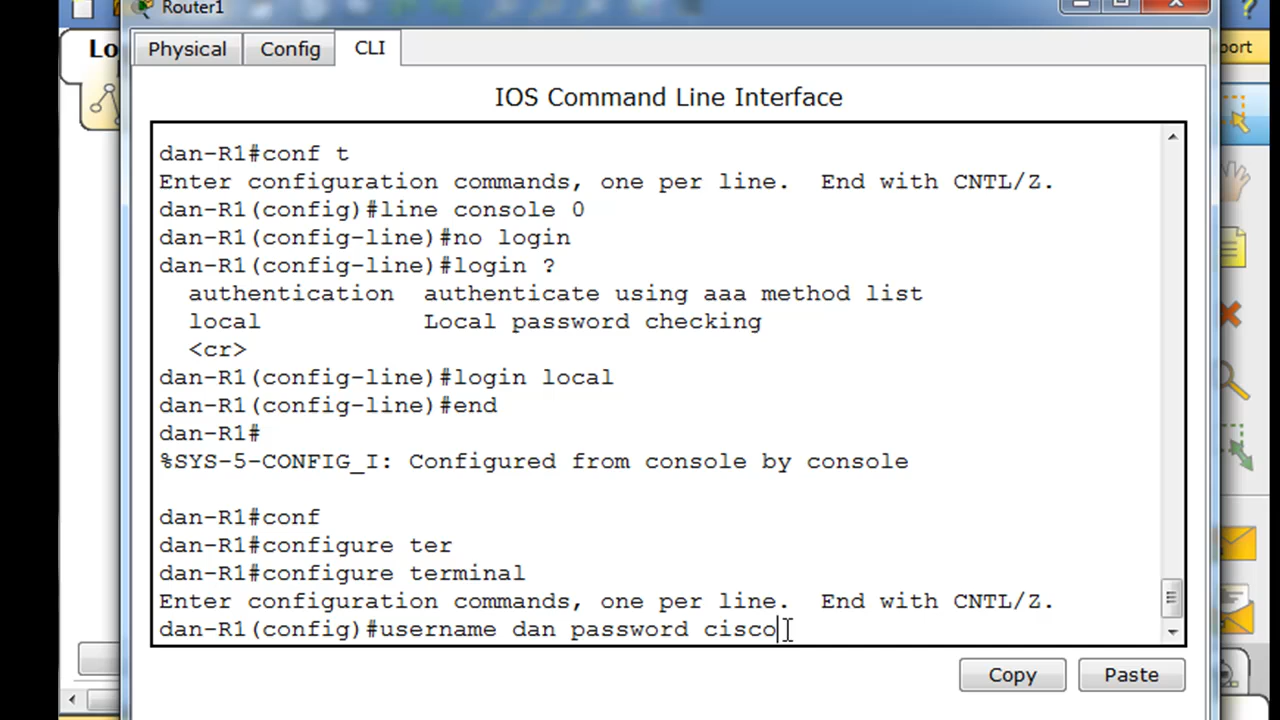 Router1
Lo
Physical
Config
CLI
port
IOS Command Line Interface
dan-R1#conf t
Enter configuration commands, one per line.  End with CNTL/Z.
dan-R1(config)#line console 0
dan-R1(config-line)#no login
dan-R1(config-line)#login ?
  authentication  authenticate using aaa method list
  local           Local password checking
  <cr>
dan-R1(config-line)#login local
dan-R1(config-line)#end
dan-R1#
%SYS-5-CONFIG_I: Configured from console by console
dan-R1#conf
dan-R1#configure ter
dan-R1#configure terminal
Enter configuration commands, one per line.  End with CNTL/Z.
dan-R1(config)#username dan password cisco
Copy
Paste